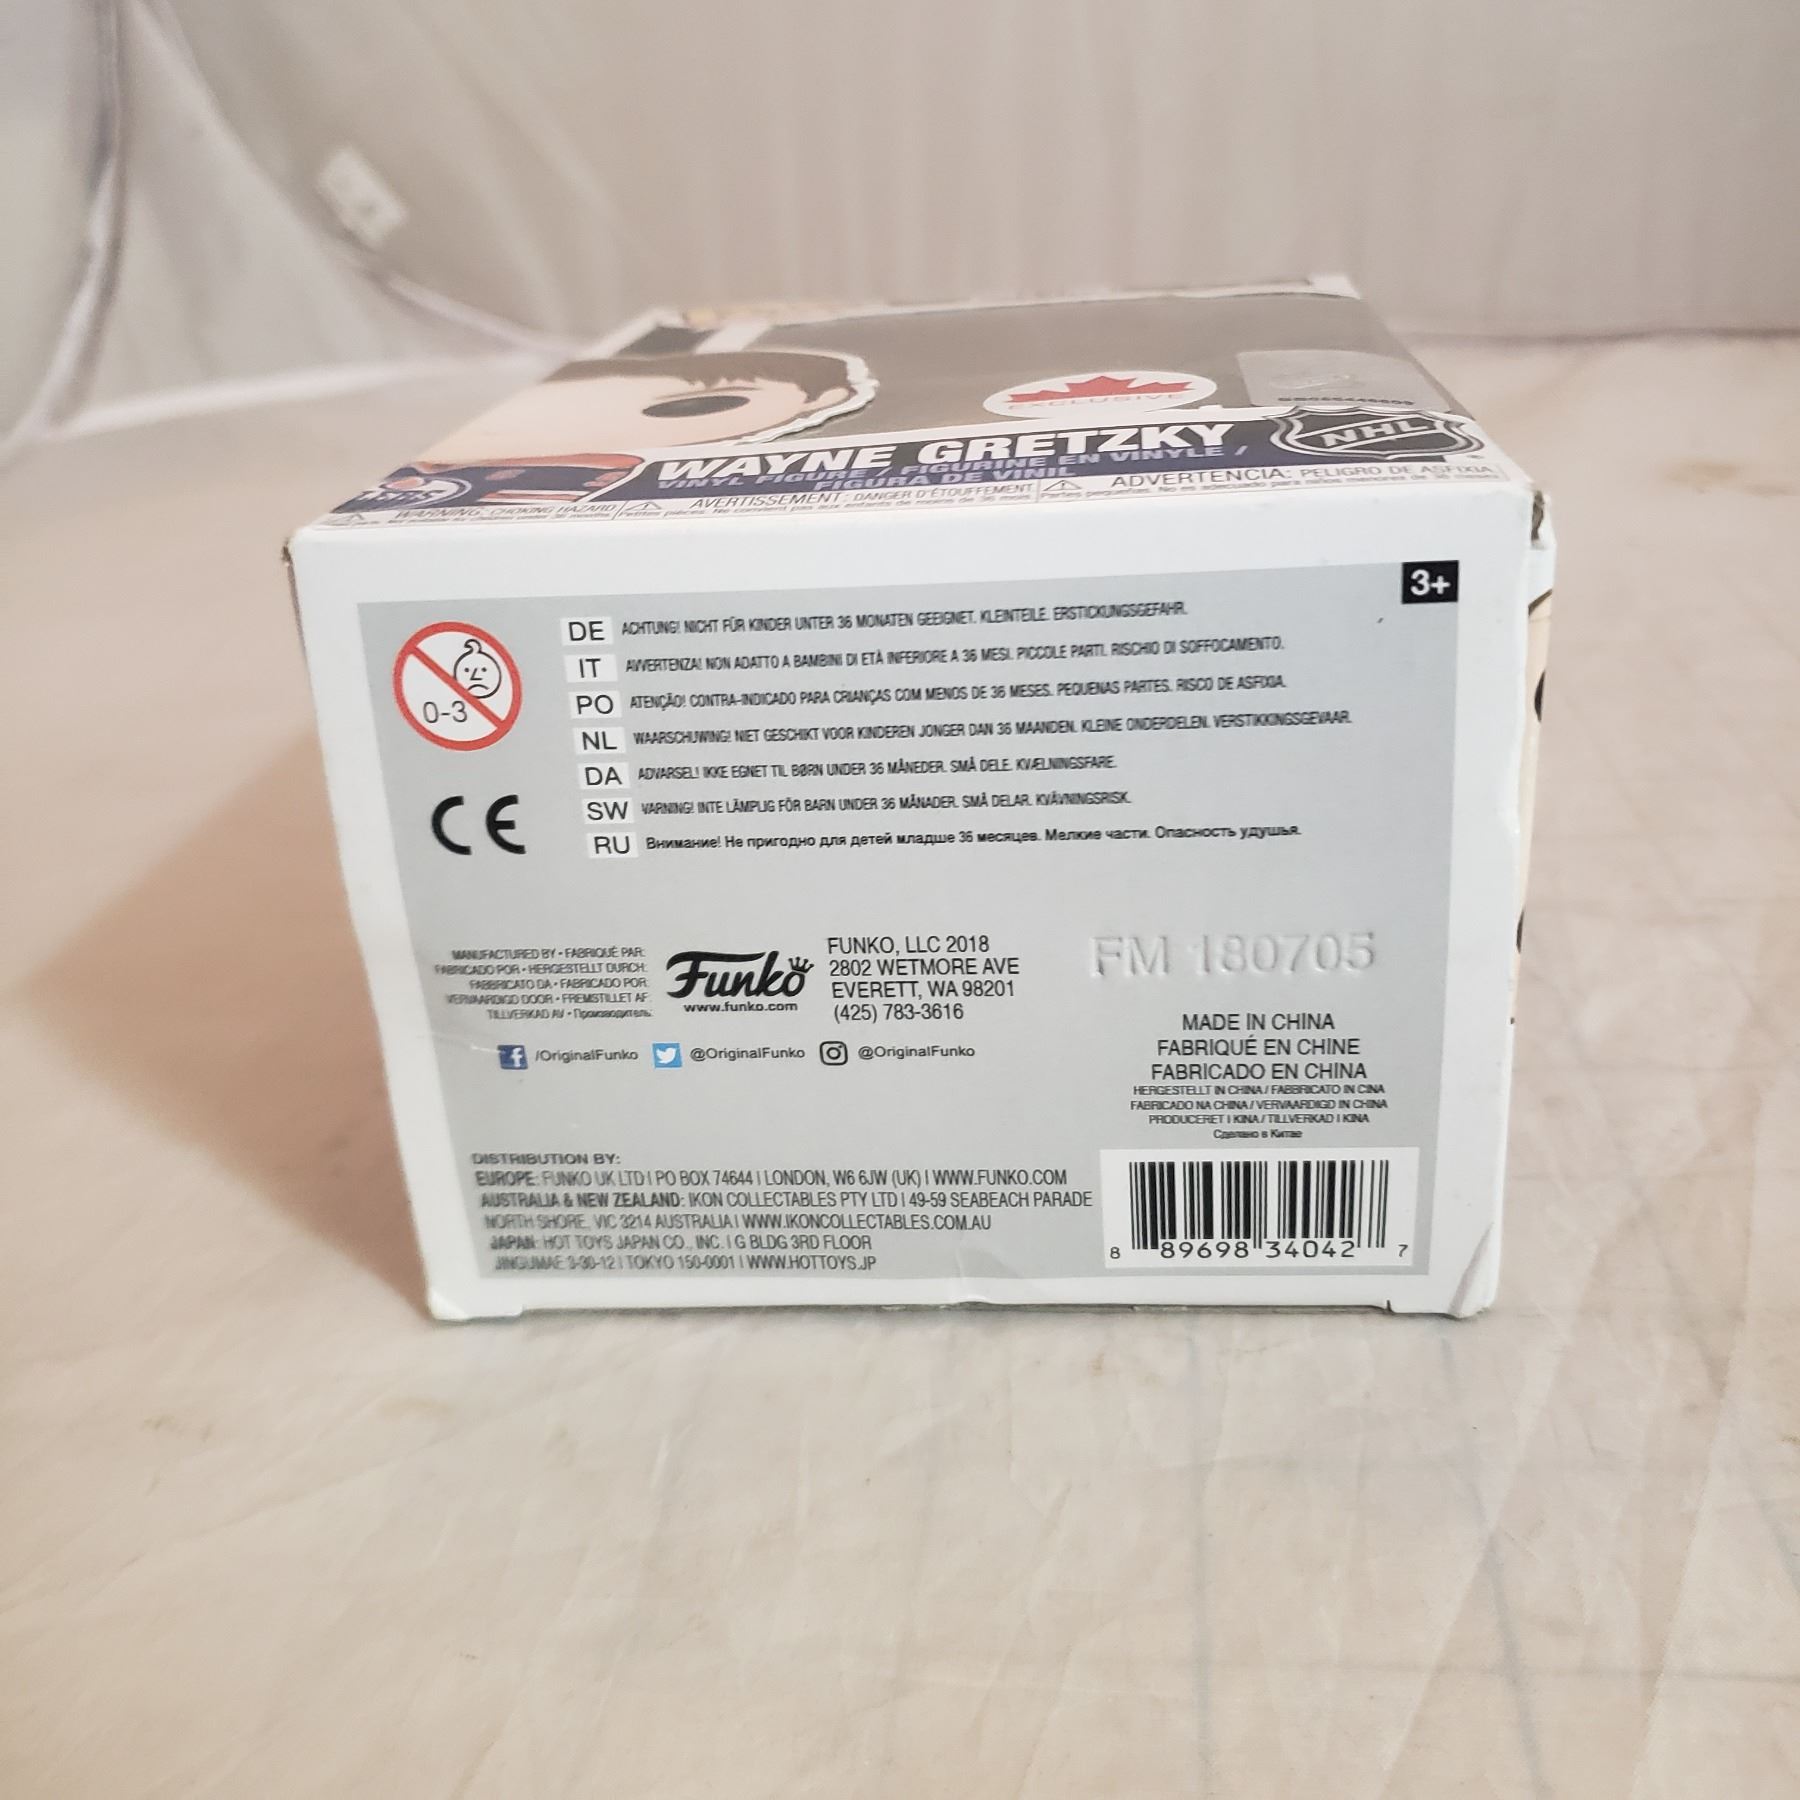 EXCLUSIVE
NHL
WAYNE GRETZKY
VINYL FIGURE / FIGURINE EN VINYLE /
FIGURA DE VINIL
WARNING: CHOKING HAZARD
AVERTISSEMENT: DANGER D'ÉTOUFFEMENT
ADVERTENCIA: PELIGRO DE ASFIXIA
3+
0-3
DE ACHTUNG! NICHT FÜR KINDER UNTER 36 MONATEN GEEIGNET. KLEINTEILE. ERSTICKUNGSGEFAHR.
IT AVVERTENZA! NON ADATTO A BAMBINI DI ETÀ INFERIORE A 36 MESI. PICCOLE PARTI. RISCHIO DI SOFFOCAMENTO.
PO ATENÇÃO! CONTRA-INDICADO PARA CRIANÇAS COM MENOS DE 36 MESES. PEQUENAS PARTES. RISCO DE ASFIXIA.
NL WAARSCHUWING! NIET GESCHIKT VOOR KINDEREN JONGER DAN 36 MAANDEN. KLEINE ONDERDELEN. VERSTIKKINGSGEVAAR.
DA ADVARSEL! IKKE EGNET TIL BØRN UNDER 36 MÅNEDER. SMÅ DELE. KVÆLNINGSFARE.
SW VARNING! INTE LÄMPLIG FÖR BARN UNDER 36 MÅNADER. SMÅ DELAR. KVÄVNINGSRISK.
RU Внимание! Не пригодно для детей младше 36 месяцев. Мелкие части. Опасность удушья.
CE
MANUFACTURED BY • FABRIQUÉ PAR:
FABRICADO POR • HERGESTELLT DURCH:
FABBRICATO DA • FABRICADO POR:
VERVAARDIGD DOOR • FREMSTILLET AF:
TILLVERKAD AV • Производитель:
Funko
www.funko.com
FUNKO, LLC 2018
2802 WETMORE AVE
EVERETT, WA 98201
(425) 783-3616
/OriginalFunko @OriginalFunko @OriginalFunko
FM 180705
MADE IN CHINA
FABRIQUÉ EN CHINE
FABRICADO EN CHINA
HERGESTELLT IN CHINA / FABBRICATO IN CINA
FABRICADO NA CHINA / VERVAARDIGD IN CHINA
PRODUCERET I KINA / TILLVERKAD I KINA
Сделано в Китае
DISTRIBUTION BY:
EUROPE: FUNKO UK LTD | PO BOX 74644 | LONDON, W6 6JW (UK) | WWW.FUNKO.COM
AUSTRALIA & NEW ZEALAND: IKON COLLECTABLES PTY LTD | 49-59 SEABEACH PARADE
NORTH SHORE, VIC 3214 AUSTRALIA | WWW.IKONCOLLECTABLES.COM.AU
JAPAN: HOT TOYS JAPAN CO., INC. | G BLDG 3RD FLOOR
JINGUMAE 3-30-12 | TOKYO 150-0001 | WWW.HOTTOYS.JP
8 89698 34042 7